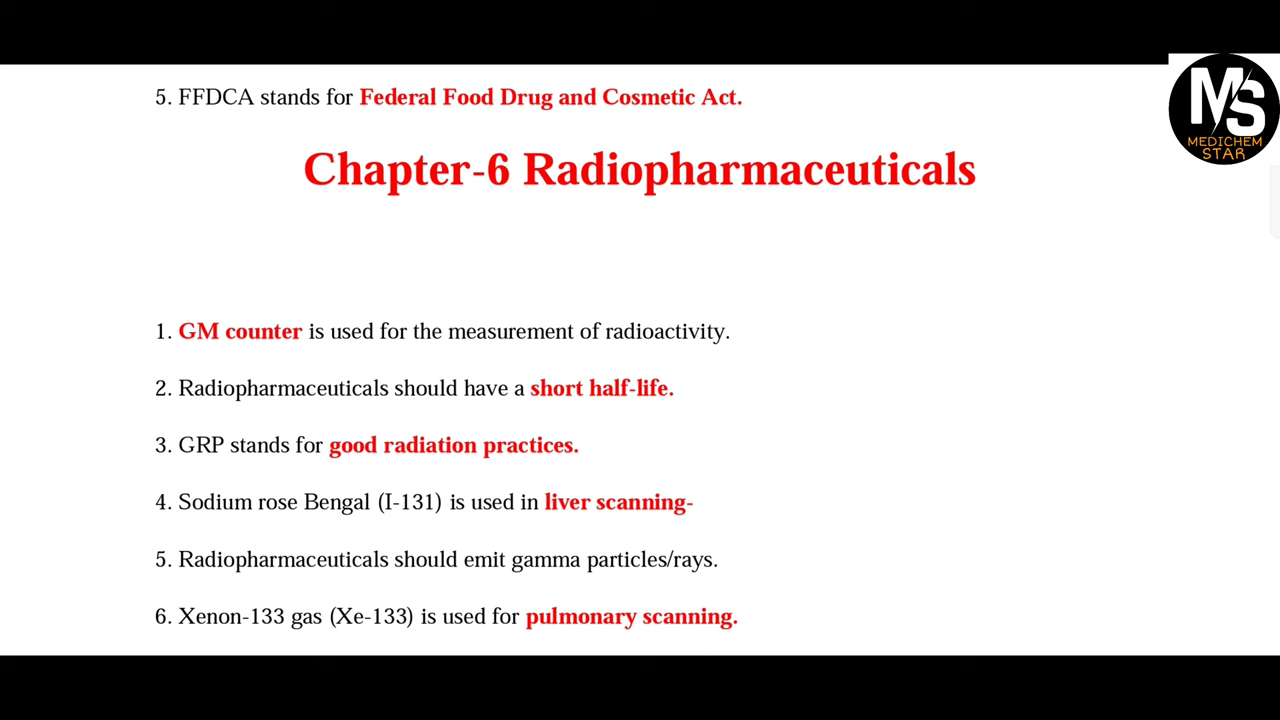 5. FFDCA stands for Federal Food Drug and Cosmetic Act.
MS
MEDICHEM
STAR
Chapter-6 Radiopharmaceuticals
1. GM counter is used for the measurement of radioactivity.
2. Radiopharmaceuticals should have a short half-life.
3. GRP stands for good radiation practices.
4. Sodium rose Bengal (I-131) is used in liver scanning-
5. Radiopharmaceuticals should emit gamma particles/rays.
6. Xenon-133 gas (Xe-133) is used for pulmonary scanning.